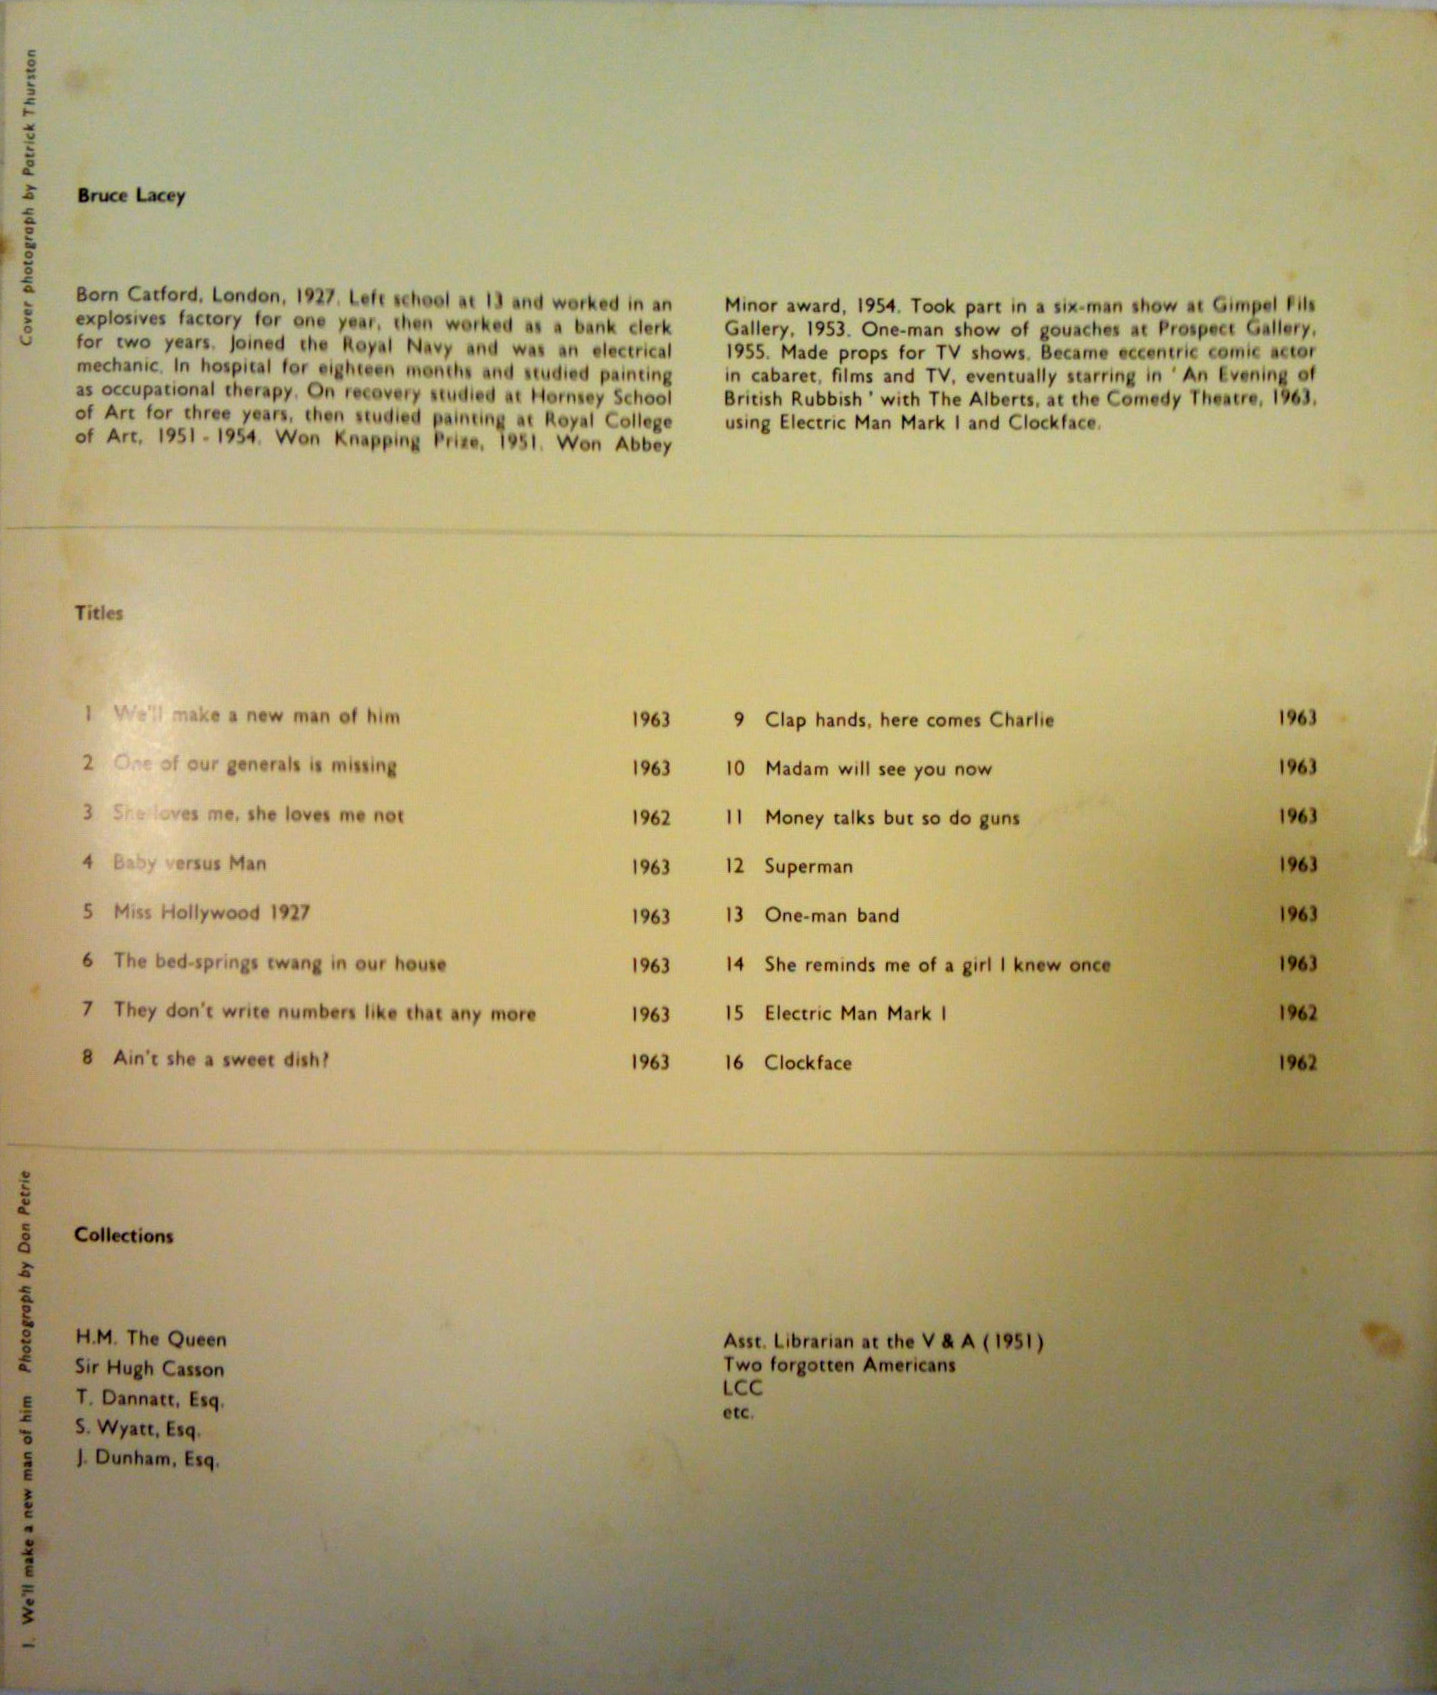 Cover photograph by Patrick Thurston
Bruce Lacey
Born Catford, London, 1927. Left school at 13 and worked in an
explosives factory for one year, then worked as a bank clerk
for two years. Joined the Royal Navy and was an electrical
mechanic. In hospital for eighteen months and studied painting
as occupational therapy. On recovery studied at Hornsey School
of Art for three years, then studied painting at Royal College
of Art, 1951 - 1954. Won Knapping Prize, 1951. Won Abbey
Minor award, 1954. Took part in a six-man show at Gimpel Fils
Gallery, 1953. One-man show of gouaches at Prospect Gallery,
1955. Made props for TV shows. Became eccentric comic actor
in cabaret, films and TV, eventually starring in ' An Evening of
British Rubbish ' with The Alberts, at the Comedy Theatre, 1963,
using Electric Man Mark I and Clockface.
Titles
1 We'll make a new man of him 1963
2 One of our generals is missing 1963
3 She loves me, she loves me not 1962
4 Baby versus Man 1963
5 Miss Hollywood 1927 1963
6 The bed-springs twang in our house 1963
7 They don't write numbers like that any more 1963
8 Ain't she a sweet dish? 1963
9 Clap hands, here comes Charlie 1963
10 Madam will see you now 1963
11 Money talks but so do guns 1963
12 Superman 1963
13 One-man band 1963
14 She reminds me of a girl I knew once 1963
15 Electric Man Mark I 1962
16 Clockface 1962
1. We'll make a new man of him Photograph by Don Petrie
Collections
H.M. The Queen
Sir Hugh Casson
T. Dannatt, Esq.
S. Wyatt, Esq.
J. Dunham, Esq.
Asst. Librarian at the V & A (1951)
Two forgotten Americans
LCC
etc.